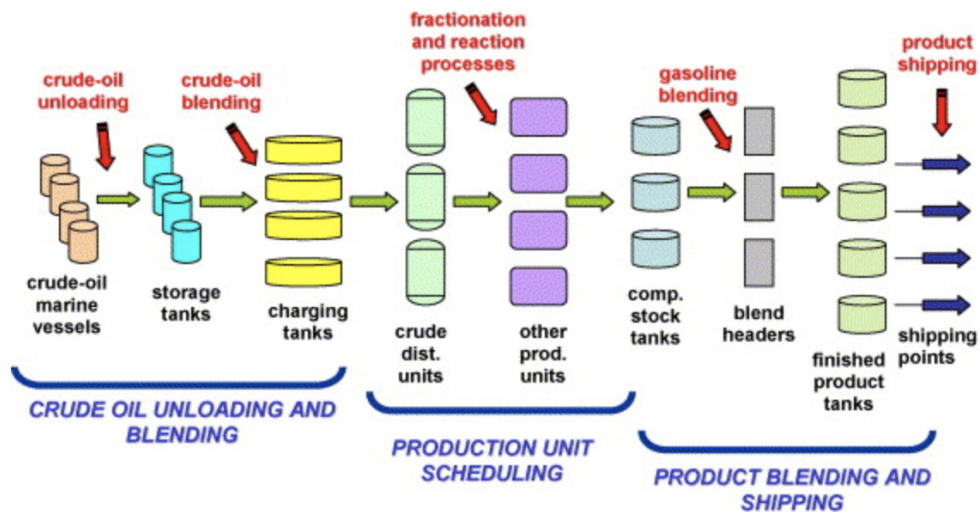 crude-oil
unloading
crude-oil
blending
fractionation
and reaction
processes
gasoline
blending
product
shipping
crude-oil
marine
vessels
storage
tanks
charging
tanks
crude
dist.
units
other
prod.
units
comp.
stock
tanks
blend
headers
finished
product
tanks
shipping
points
CRUDE OIL UNLOADING AND
BLENDING
PRODUCTION UNIT
SCHEDULING
PRODUCT BLENDING AND
SHIPPING